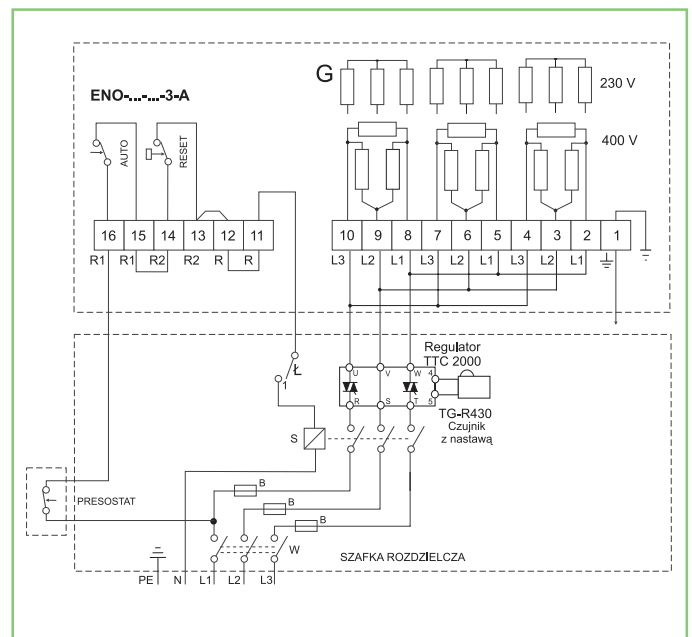 G
230 V
ENO-...-...-3-A
400 V
AUTO
RESET
16 15 14 13 12 11
10 9 8 7 6 5 4 3 2 1
R1 R1 R2 R2 R R
L3 L2 L1 L3 L2 L1 L3 L2 L1
Regulator
TTC 2000
U V W 4
R S T 5
Ł
1
TG-R430
Czujnik
z nastawą
S
B
B
B
PRESOSTAT
W
SZAFKA ROZDZIELCZA
PE N L1 L2 L3